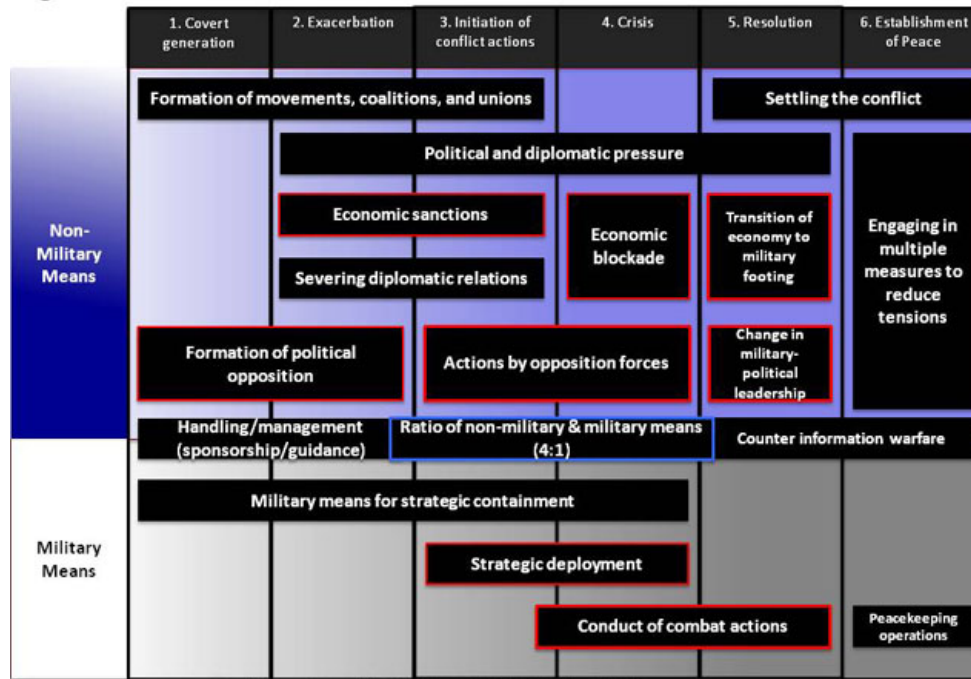 1. Covert
generation
2. Exacerbation
3. Initiation of
conflict actions
4. Crisis
5. Resolution
6. Establishment
of Peace
Non-
Military
Means
Formation of movements, coalitions, and unions
Settling the conflict
Political and diplomatic pressure
Economic sanctions
Economic
blockade
Transition of
economy to
military
footing
Engaging in
multiple
measures to
reduce
tensions
Severing diplomatic relations
Formation of political
opposition
Actions by opposition forces
Change in
military-
political
leadership
Handling/management
(sponsorship/guidance)
Ratio of non-military & military means
(4:1)
Counter information warfare
Military
Means
Military means for strategic containment
Strategic deployment
Conduct of combat actions
Peacekeeping
operations